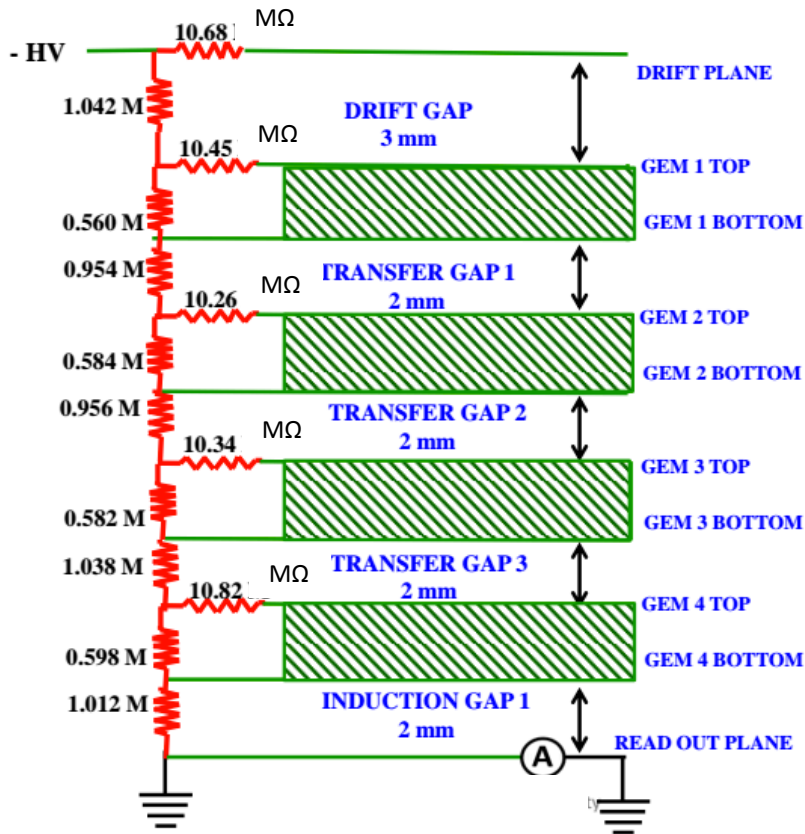 MΩ
10.68
- HV
DRIFT PLANE
1.042 M
DRIFT GAP
3 mm
MΩ
10.45
GEM 1 TOP
0.560 M
GEM 1 BOTTOM
0.954 M
TRANSFER GAP 1
2 mm
MΩ
10.26
GEM 2 TOP
0.584 M
GEM 2 BOTTOM
0.956 M
TRANSFER GAP 2
2 mm
MΩ
10.34
GEM 3 TOP
0.582 M
GEM 3 BOTTOM
1.038 M
TRANSFER GAP 3
2 mm
MΩ
10.82
GEM 4 TOP
0.598 M
GEM 4 BOTTOM
1.012 M
INDUCTION GAP 1
2 mm
READ OUT PLANE
A